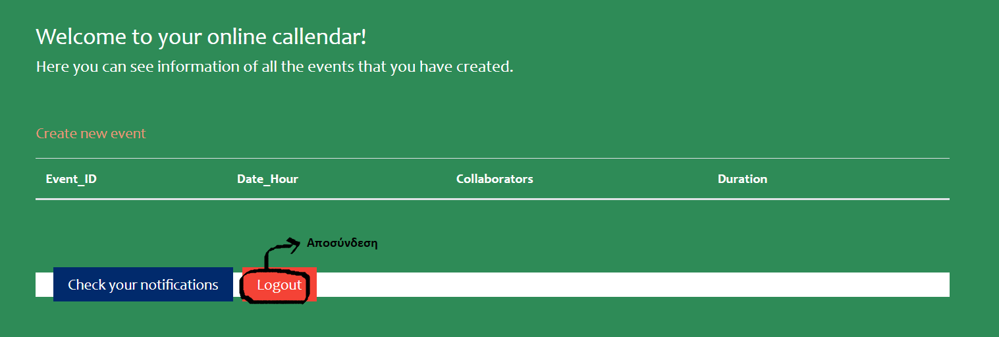 Welcome to your online callendar!
Here you can see information of all the events that you have created.
Create new event
Event_ID Date_Hour Collaborators Duration
Αποσύνδεση
Check your notifications Logout